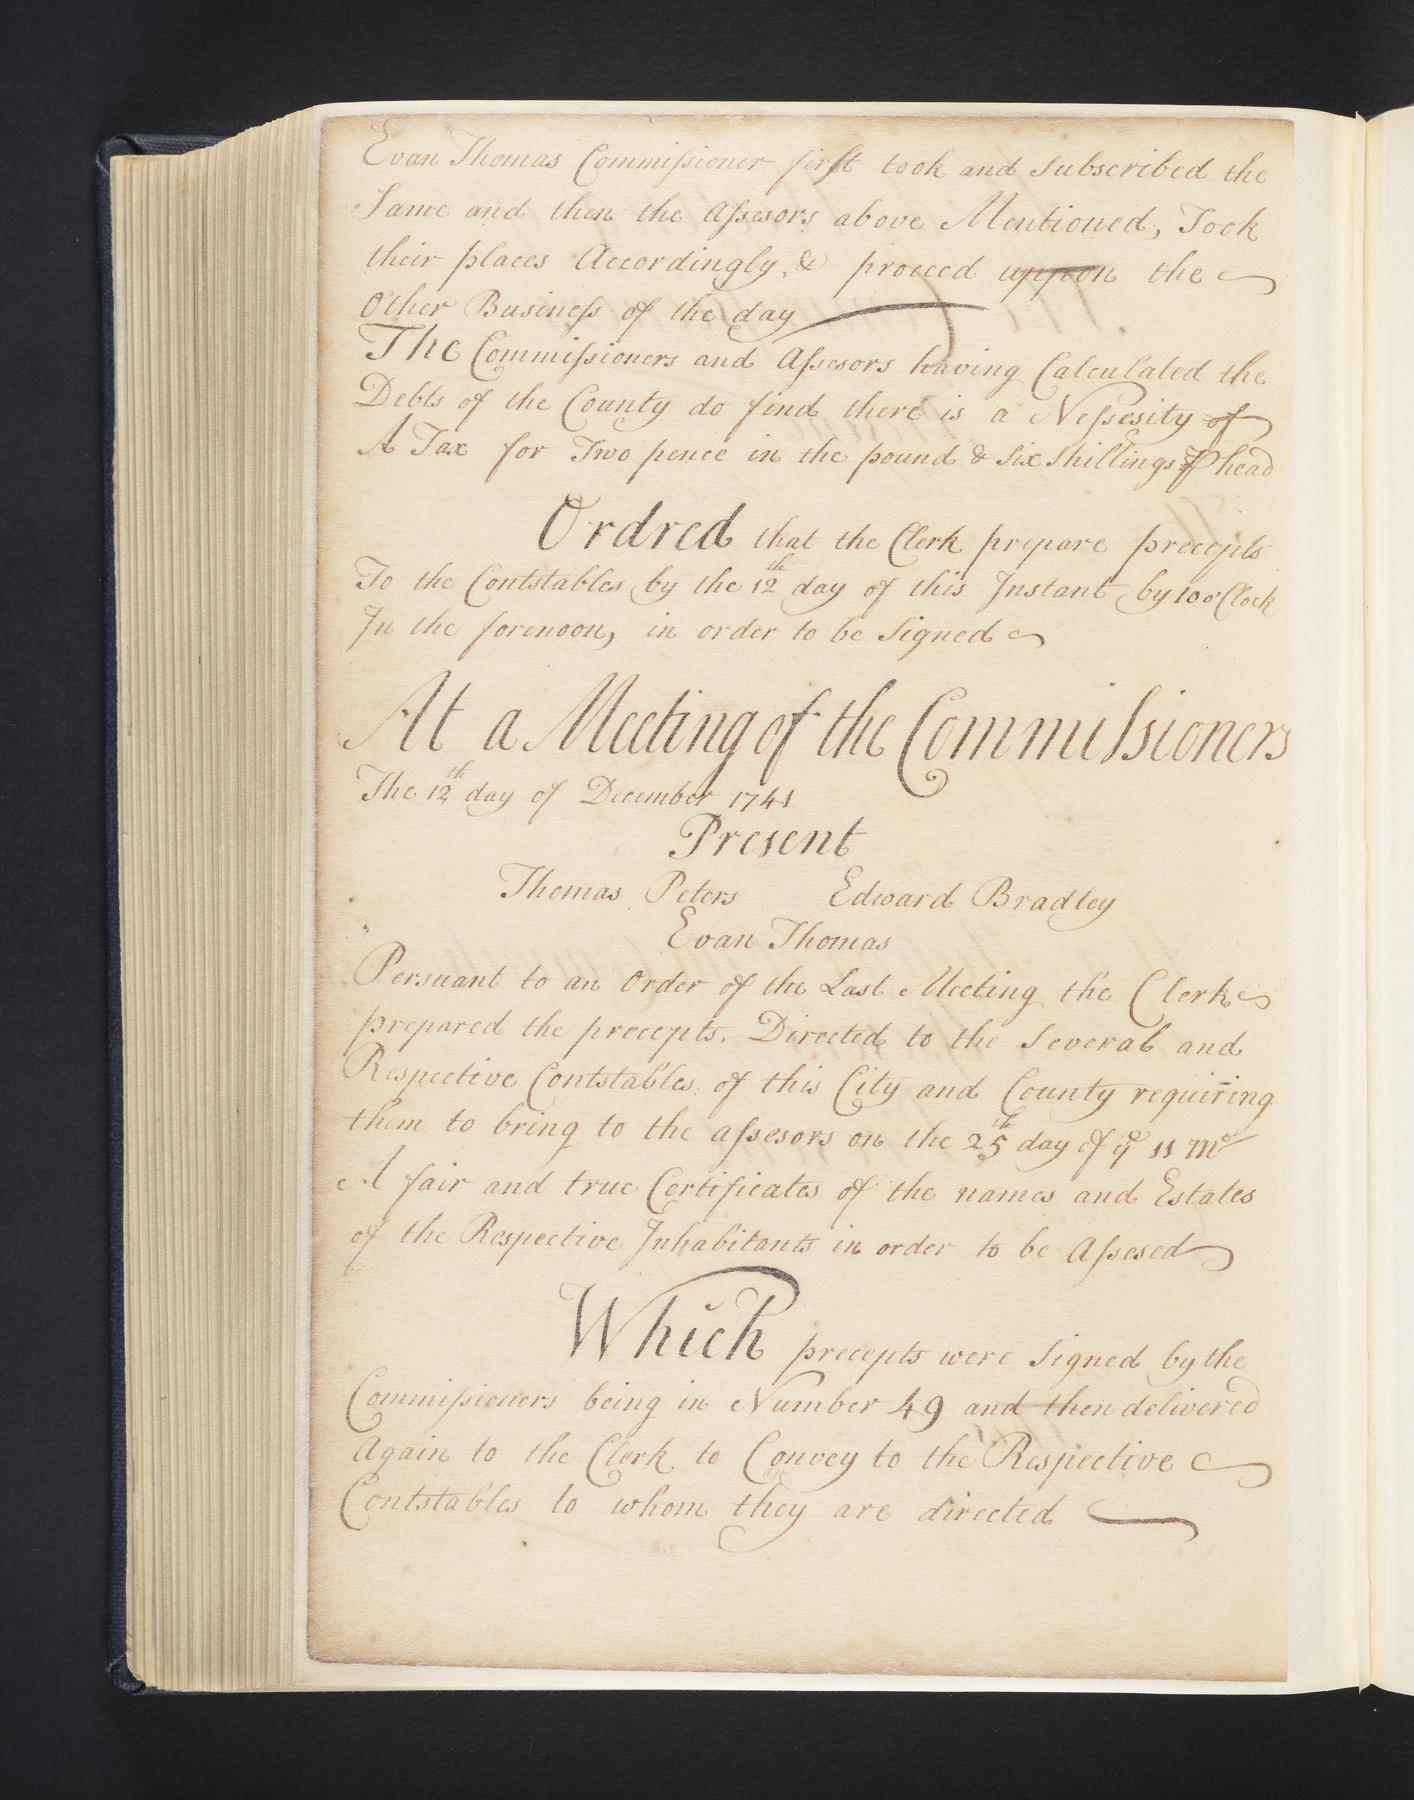 Evan Thomas Commissioner first took and Subscribed the
Same and then the Assesors above Mentioned, Took
their places Accordingly, & proceed uppon the
Other Business of the day
The Commissioners and Assesors having Calculated the
Debts of the County do find there is a Nessesity of
A Tax for Two pence in the pound & Six Shillings ⅌ head
Ordred that the Clerk prepare precepts
To the Contstables by the 12th day of this Instant by 10 o'Clock
In the forenoon, in order to be Signed
At a Meeting of the Commissioners
The 12th day of December 1741
Present
Thomas Peters Edward Bradley
Evan Thomas
Persuant to an Order of the Last Meeting the Clerk
prepared the precepts, Directed to the Several and
Respective Contstables of this City and County requiring
them to bring to the assesors on the 25th day of ye 11 mo
A fair and true Certificates of the names and Estates
of the Respective Inhabitants in order to be Assesed
Which precepts were Signed by the
Commissioners being in Number 49 and then delivered
Again to the Clerk to Convey to the Respective
Contstables to whom they are directed